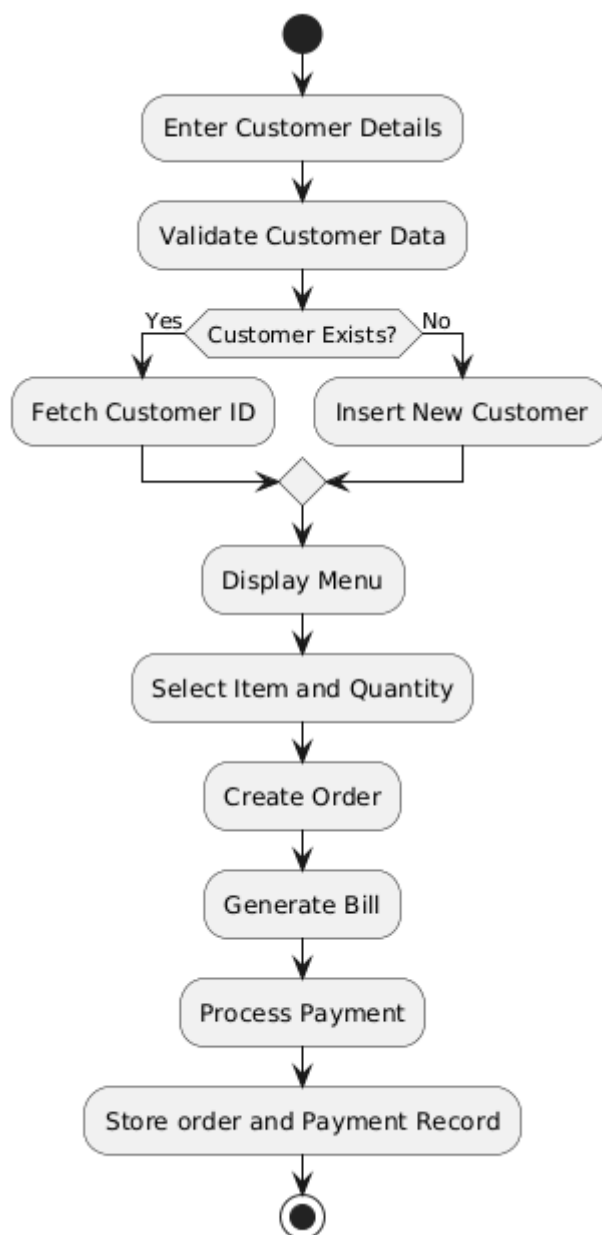 Enter Customer Details
Validate Customer Data
Yes
Customer Exists?
No
Fetch Customer ID
Insert New Customer
Display Menu
Select Item and Quantity
Create Order
Generate Bill
Process Payment
Store order and Payment Record